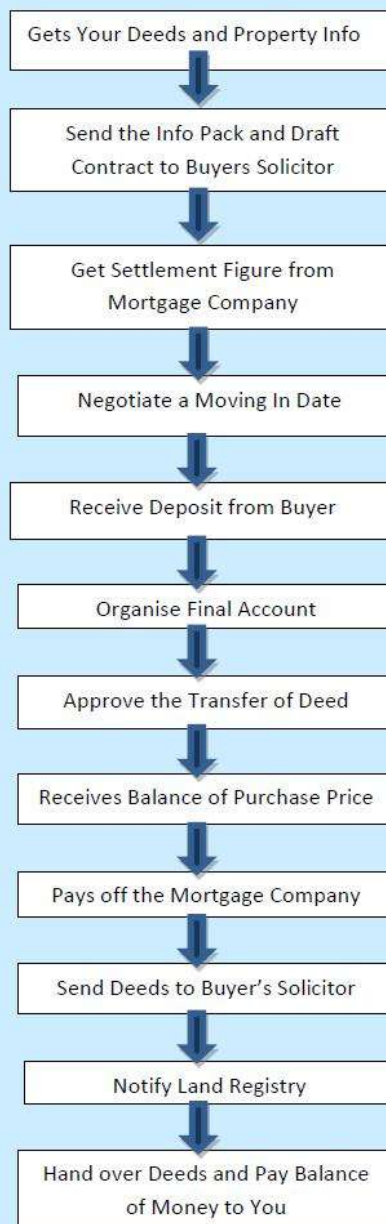 Gets Your Deeds and Property Info
Send the Info Pack and Draft
Contract to Buyers Solicitor
Get Settlement Figure from
Mortgage Company
Negotiate a Moving In Date
Receive Deposit from Buyer
Organise Final Account
Approve the Transfer of Deed
Receives Balance of Purchase Price
Pays off the Mortgage Company
Send Deeds to Buyer’s Solicitor
Notify Land Registry
Hand over Deeds and Pay Balance
of Money to You